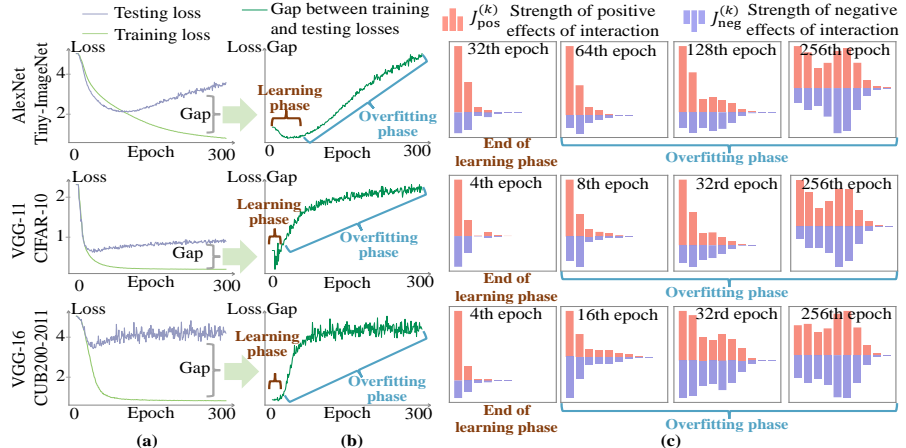 Testing loss
Training loss
Gap between training
and testing losses
J_pos^(k) Strength of positive
effects of interaction
J_neg^(k) Strength of negative
effects of interaction
AlexNet
Tiny-ImageNet
Loss
4
2
Gap
0 Epoch 300
Loss Gap
Learning
phase
Overfitting
phase
0 Epoch 300
32th epoch
64th epoch
128th epoch
256th epoch
End of
learning phase
Overfitting phase
VGG-11
CIFAR-10
Loss
2
1
Gap
0 Epoch 300
Loss Gap
Learning
phase
Overfitting
phase
0 Epoch 300
4th epoch
8th epoch
32rd epoch
256th epoch
End of
learning phase
Overfitting phase
VGG-16
CUB200-2011
Loss
4
2
Gap
0 Epoch 300
Loss Gap
Learning
phase
Overfitting
phase
0 Epoch 300
4th epoch
16th epoch
32rd epoch
256th epoch
End of
learning phase
Overfitting phase
(a)
(b)
(c)